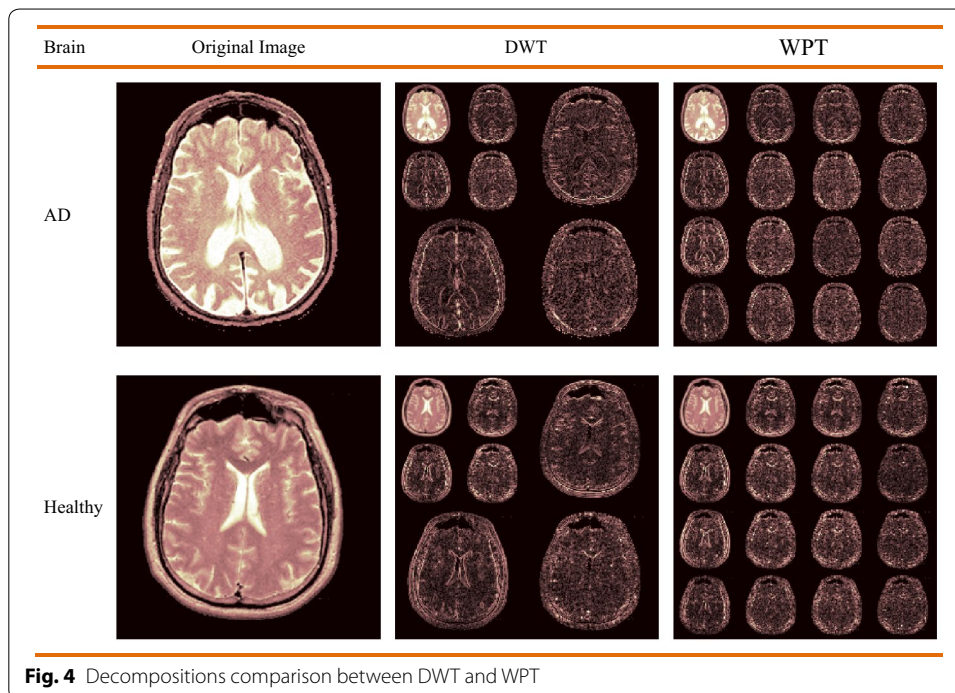 Brain Original Image DWT WPT
AD
Healthy
Fig. 4 Decompositions comparison between DWT and WPT